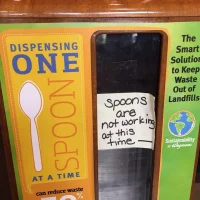 DISPENSING
ONE
SPOON
AT A TIME
can reduce waste
spoons
are
not working
at this
time
The
Smart
Solution
to Keep
Waste
Out of
Landfills
Sustainability